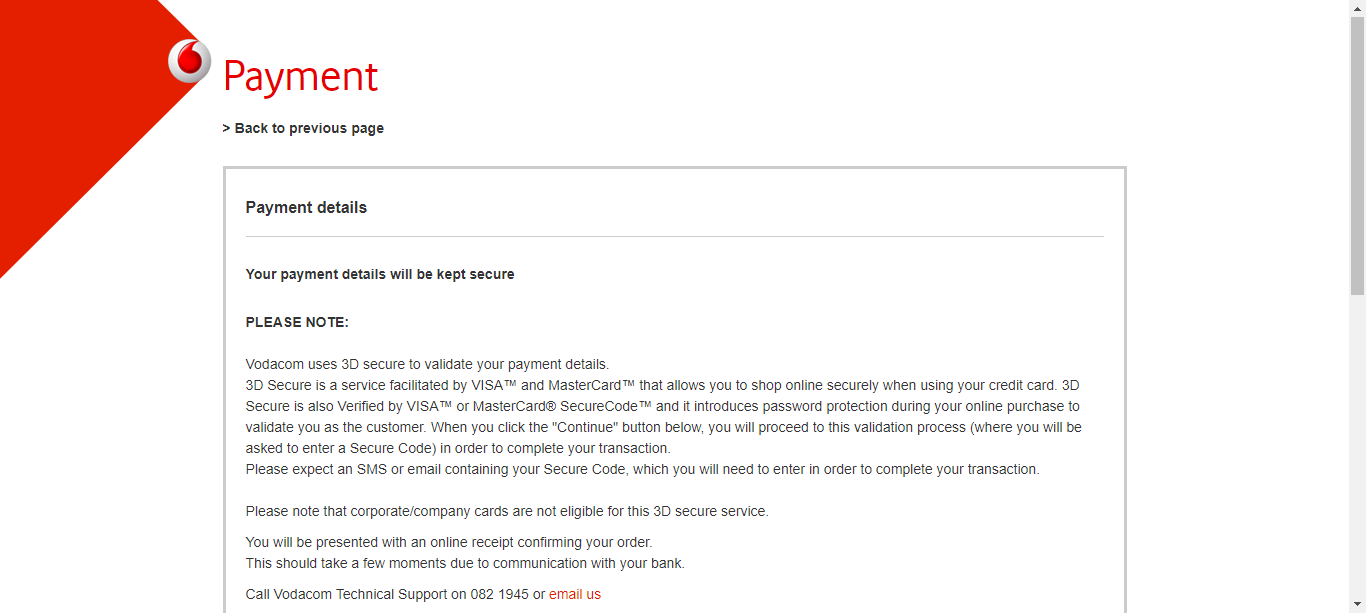 Payment
> Back to previous page
Payment details
Your payment details will be kept secure
PLEASE NOTE:
Vodacom uses 3D secure to validate your payment details.
3D Secure is a service facilitated by VISA™ and MasterCard™ that allows you to shop online securely when using your credit card. 3D
Secure is also Verified by VISA™ or MasterCard® SecureCode™ and it introduces password protection during your online purchase to
validate you as the customer. When you click the "Continue" button below, you will proceed to this validation process (where you will be
asked to enter a Secure Code) in order to complete your transaction.
Please expect an SMS or email containing your Secure Code, which you will need to enter in order to complete your transaction.
Please note that corporate/company cards are not eligible for this 3D secure service.
You will be presented with an online receipt confirming your order.
This should take a few moments due to communication with your bank.
Call Vodacom Technical Support on 082 1945 or email us